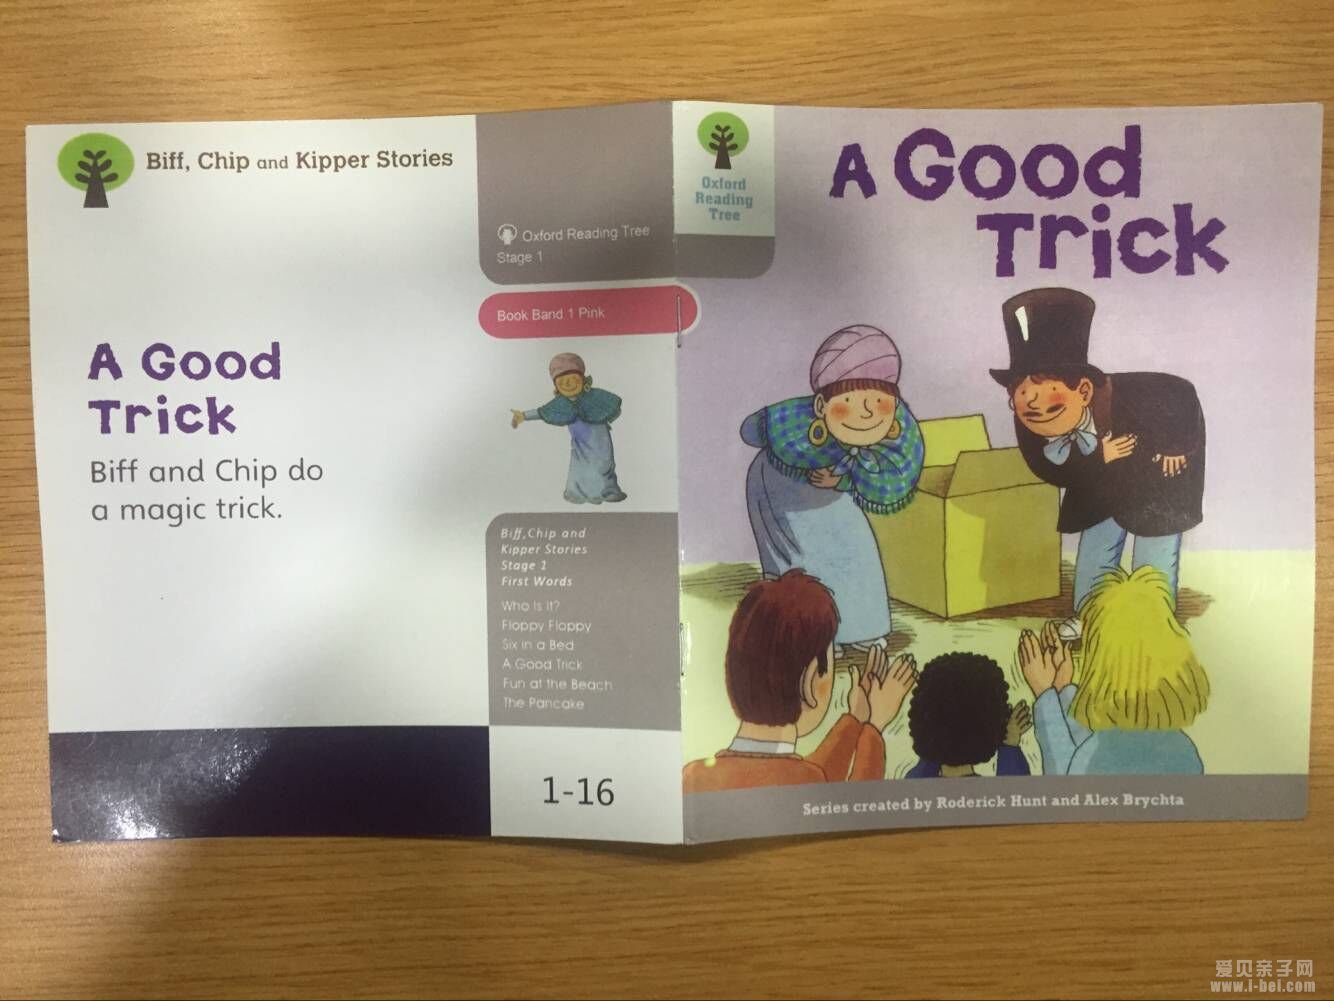 Biff, Chip and Kipper Stories
Oxford Reading Tree
Stage 1
Book Band 1 Pink
A Good
Trick
Biff and Chip do
a magic trick.
Biff,Chip and
Kipper Stories
Stage 1
First Words
Who Is It?
Floppy Floppy
Six in a Bed
A Good Trick
Fun at the Beach
The Pancake
1-16
Oxford
Reading
Tree
A Good
Trick
Series created by Roderick Hunt and Alex Brychta
爱贝亲子网
www.i-bei.com